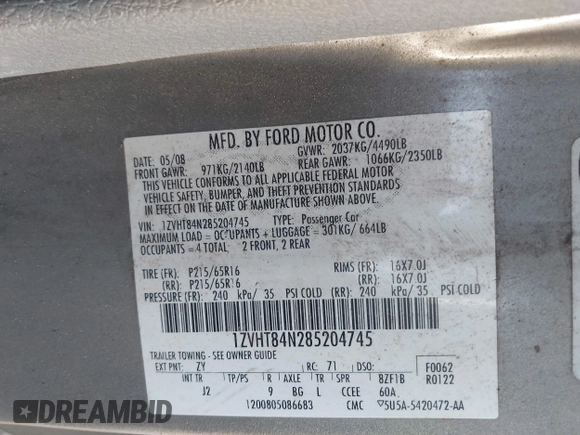 MFD. BY FORD MOTOR CO.
DATE: 05/08 GVWR: 2037KG/4490LB
FRONT GAWR: 971KG/2140LB REAR GAWR: 1066KG/2350LB
THIS VEHICLE CONFORMS TO ALL APPLICABLE FEDERAL MOTOR
VEHICLE SAFETY, BUMPER, AND THEFT PREVENTION STANDARDS
IN EFFECT ON THE DATE OF MANUFACTURE SHOWN ABOVE.
VIN: 1ZVHT84N285204745 TYPE: Passenger Car
MAXIMUM LOAD = OCCUPANTS + LUGGAGE = 301KG/ 664LB
OCCUPANTS = 4 TOTAL 2 FRONT, 2 REAR
TIRE (FR): P215/65R16 RIMS (FR): 16X7.0J
(RR): P215/65R16 (RR): 16X7.0J
PRESSURE (FR): 240 kPa/ 35 PSI COLD (RR): 240 kPa/ 35 PSI COLD
1ZVHT84N285204745
TRAILER TOWING - SEE OWNER GUIDE
EXT PNT: ZY RC: 71 DSO: F0062
INT TR TP/PS R AXLE TR SPR BZF1B R0122
J2 9 BG L CCEE 60A
1200805086683 CMC 5U5A-5420472-AA
DREAMBID